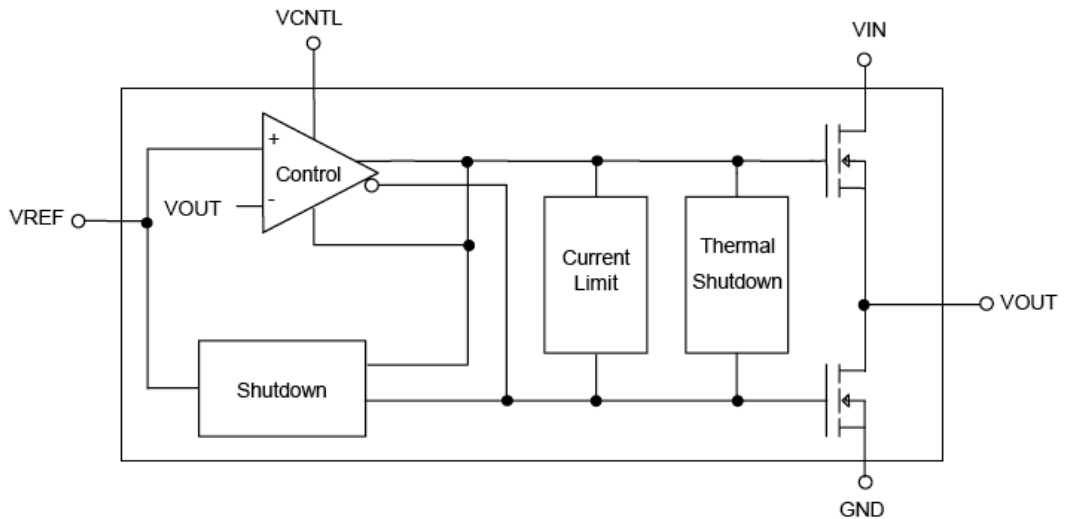 VCNTL
VIN
+
Control
VOUT
-
VREF
Current
Limit
Thermal
Shutdown
VOUT
Shutdown
GND